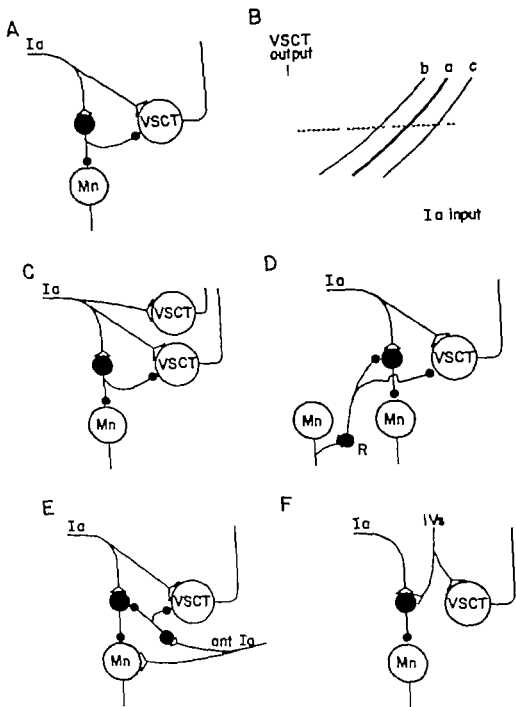 A
Ia
VSCT
Mn
B
VSCT
output
b a c
Ia input
C
Ia
VSCT
VSCT
Mn
D
Ia
VSCT
Mn
Mn
R
E
Ia
VSCT
ant Ia
Mn
F
Ia
IVs
VSCT
Mn